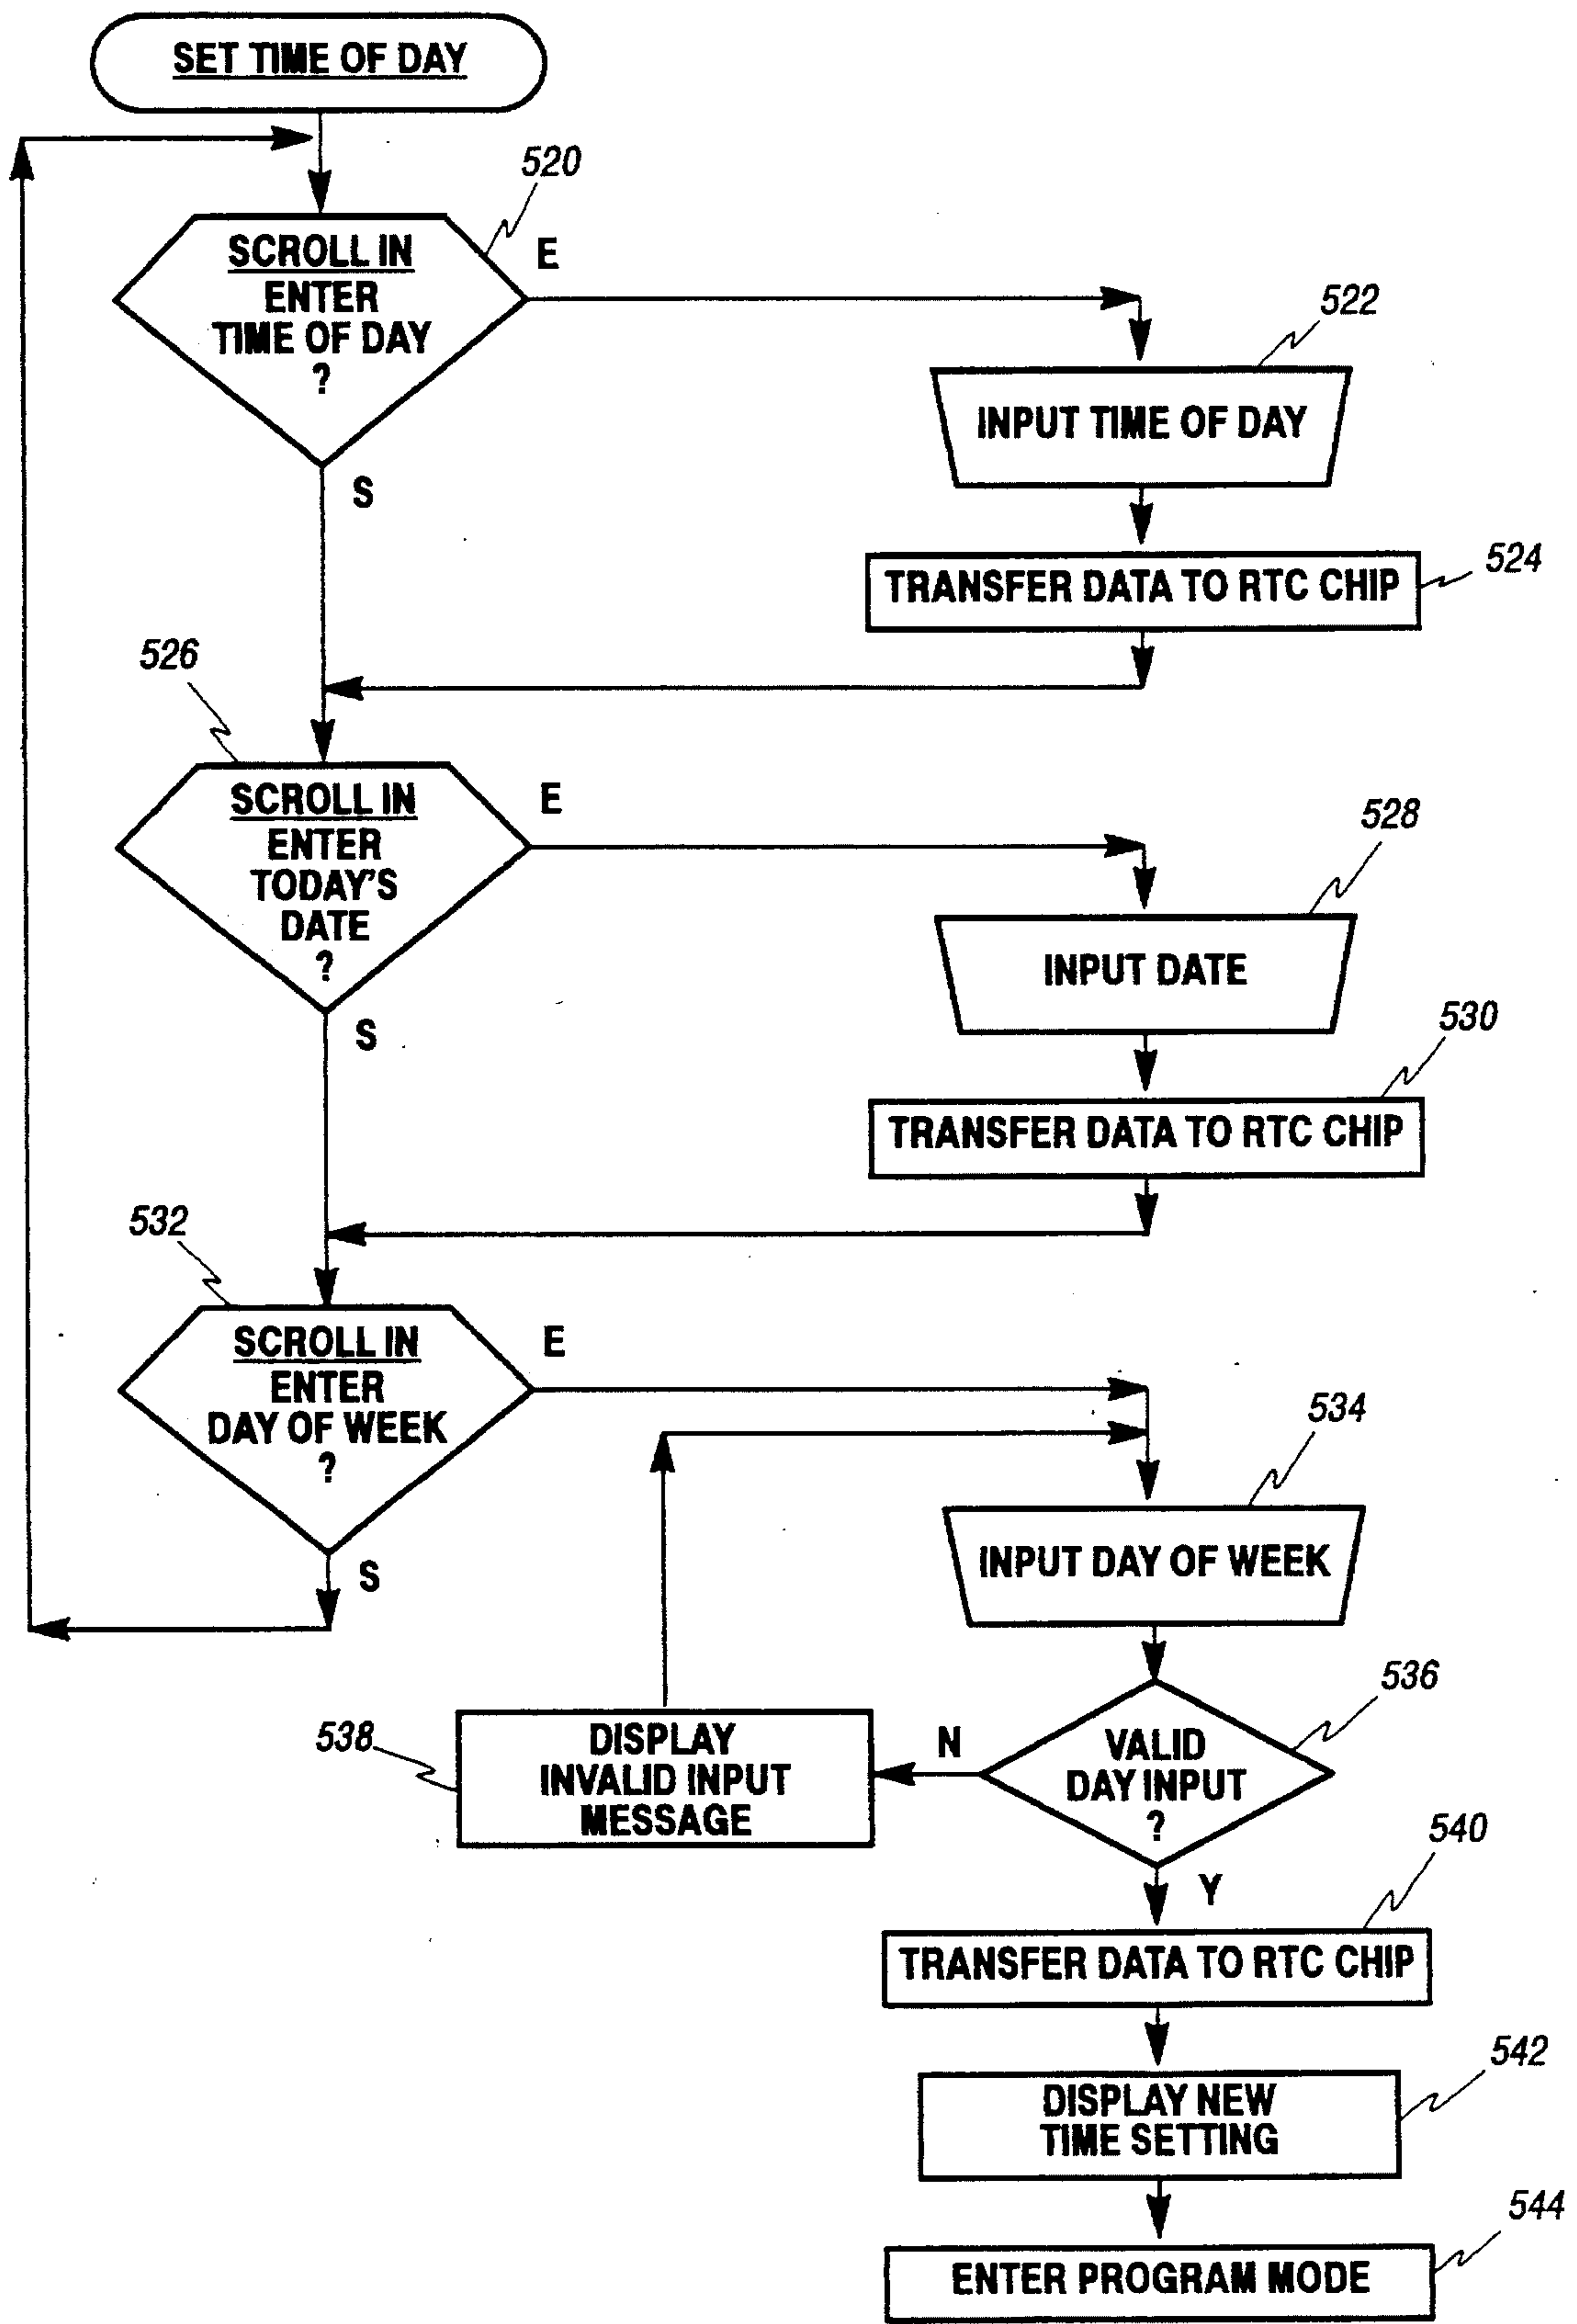 SET TIME OF DAY
520
SCROLL IN
ENTER
TIME OF DAY
?
E
S
522
INPUT TIME OF DAY
524
TRANSFER DATA TO RTC CHIP
526
SCROLL IN
ENTER
TODAY'S
DATE
?
E
S
528
INPUT DATE
530
TRANSFER DATA TO RTC CHIP
532
SCROLL IN
ENTER
DAY OF WEEK
?
E
S
534
INPUT DAY OF WEEK
536
VALID
DAY INPUT
?
N
538
DISPLAY
INVALID INPUT
MESSAGE
Y
540
TRANSFER DATA TO RTC CHIP
542
DISPLAY NEW
TIME SETTING
544
ENTER PROGRAM MODE